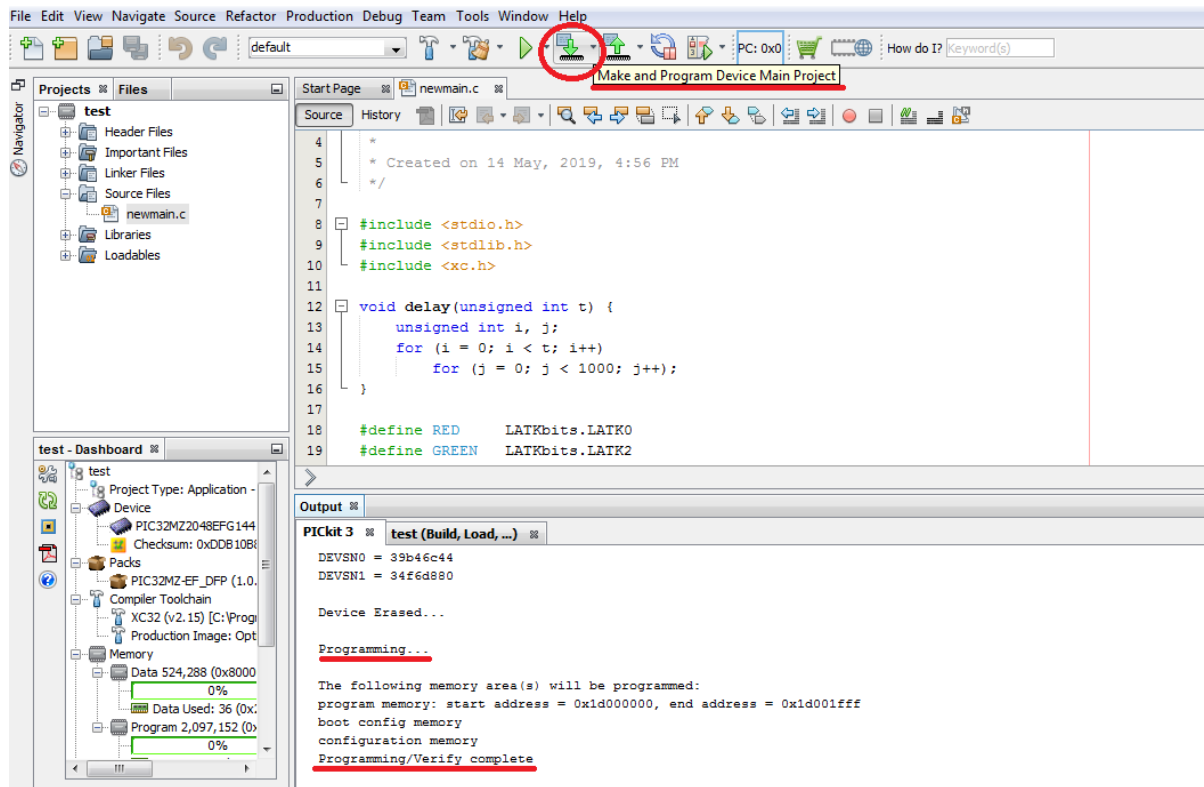 File Edit View Navigate Source Refactor Production Debug Team Tools Window Help
default
PC: 0x0
How do I? Keyword(s)
Make and Program Device Main Project
Projects Files
Navigator
test
Header Files
Important Files
Linker Files
Source Files
newmain.c
Libraries
Loadables
Start Page newmain.c
Source History
4 *
5 * Created on 14 May, 2019, 4:56 PM
6 */
7
8 #include <stdio.h>
9 #include <stdlib.h>
10 #include <xc.h>
11
12 void delay(unsigned int t) {
13 unsigned int i, j;
14 for (i = 0; i < t; i++)
15 for (j = 0; j < 1000; j++);
16 }
17
18 #define RED LATKbits.LATK0
19 #define GREEN LATKbits.LATK2
test - Dashboard
test
Project Type: Application -
Device
PIC32MZ2048EFG144
Checksum: 0xDDB10B8
Packs
PIC32MZ-EF_DFP (1.0.
Compiler Toolchain
XC32 (v2.15) [C:\Progr
Production Image: Opt
Memory
Data 524,288 (0x8000
0%
Data Used: 36 (0x2
Program 2,097,152 (0x
0%
Output
PICkit 3 test (Build, Load, ...)
DEVSN0 = 39b46c44
DEVSN1 = 34f6d880
Device Erased...
Programming...
The following memory area(s) will be programmed:
program memory: start address = 0x1d000000, end address = 0x1d001fff
boot config memory
configuration memory
Programming/Verify complete